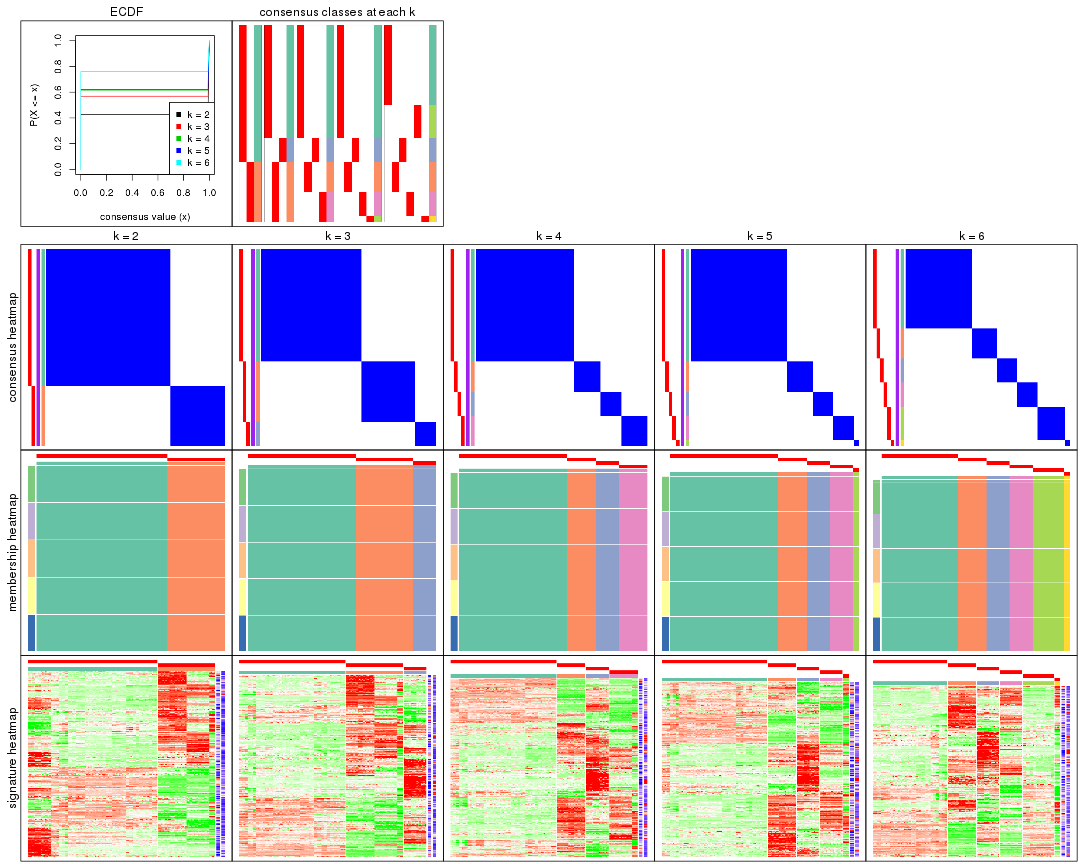 ECDF
consensus classes at each k
P(X <= x)
1.0
0.8
0.6
0.4
0.2
0.0
k = 2
k = 3
k = 4
k = 5
k = 6
0.0 0.2 0.4 0.6 0.8 1.0
consensus value (x)
k = 2 k = 3 k = 4 k = 5 k = 6
consensus heatmap
membership heatmap
signature heatmap